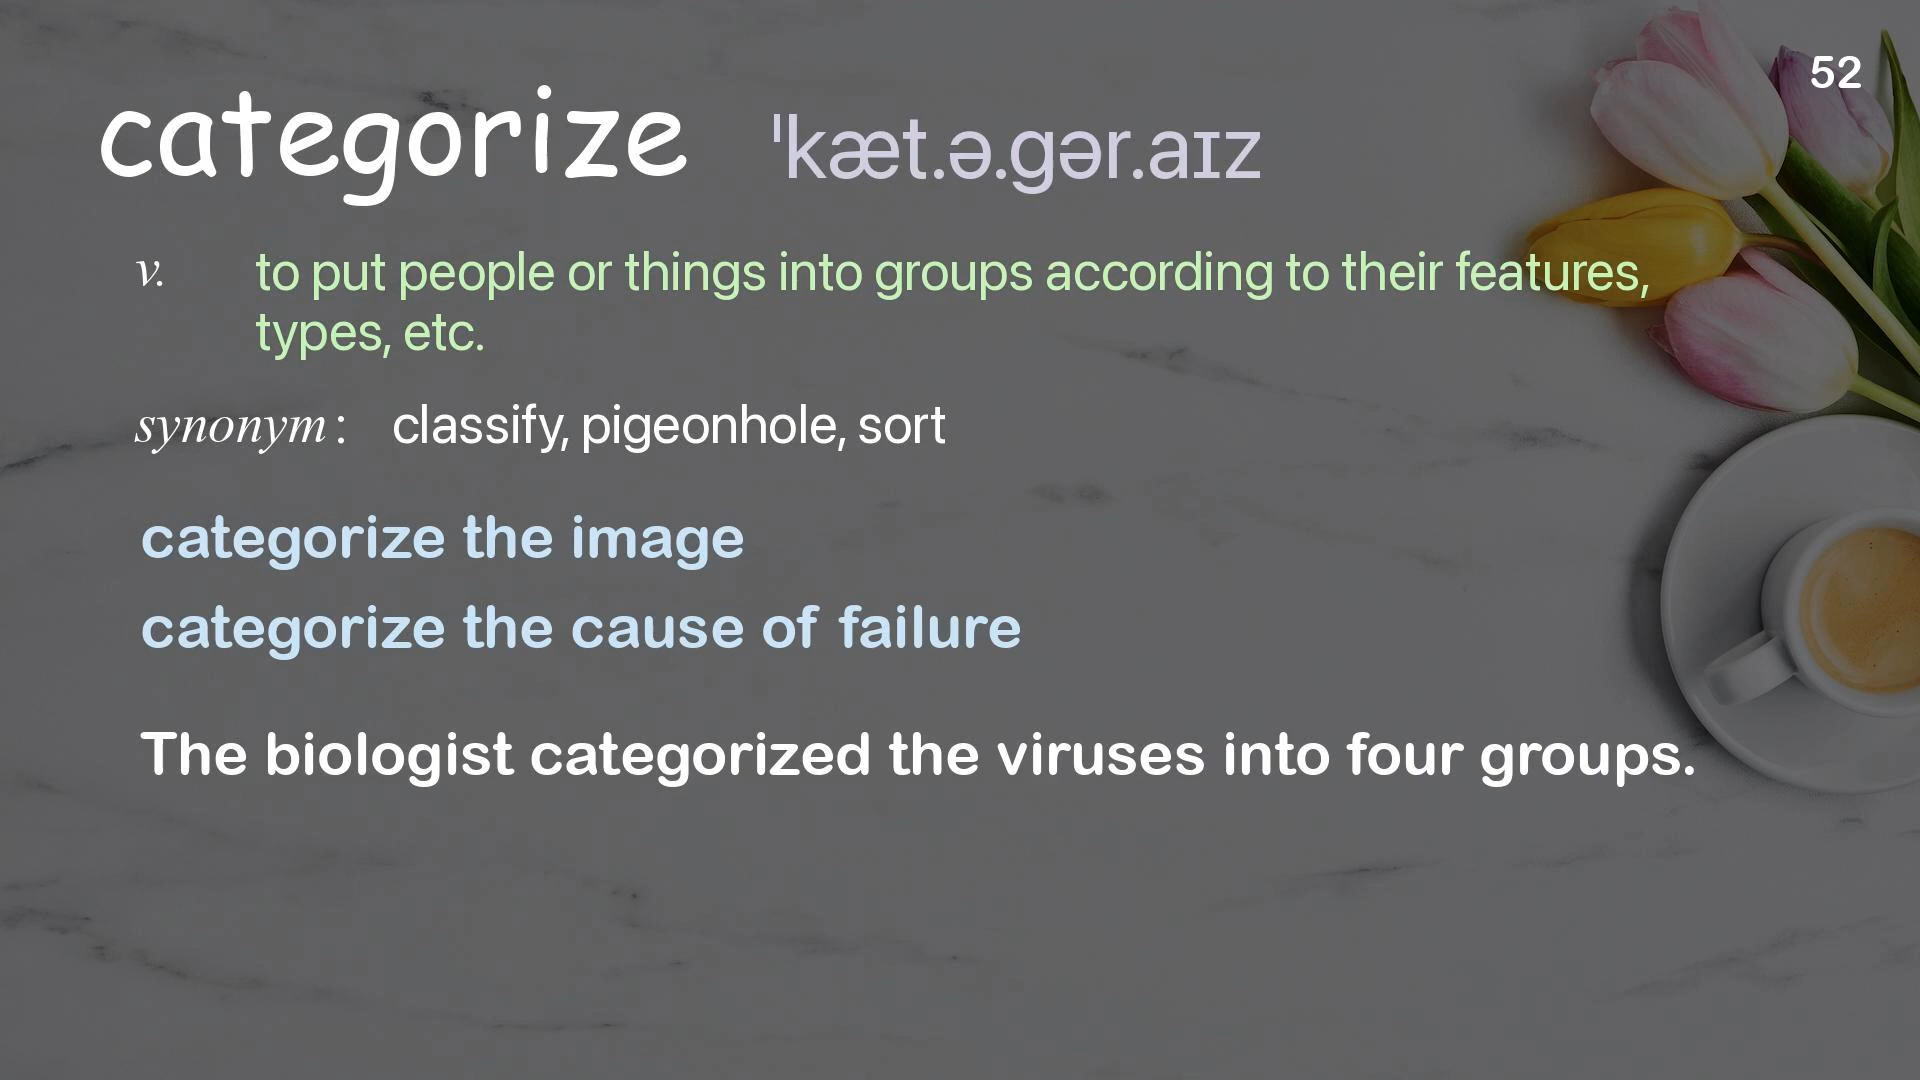 52
categorize ˈkæt.ə.gər.aɪz
v. to put people or things into groups according to their features,
types, etc.
synonym: classify, pigeonhole, sort
categorize the image
categorize the cause of failure
The biologist categorized the viruses into four groups.